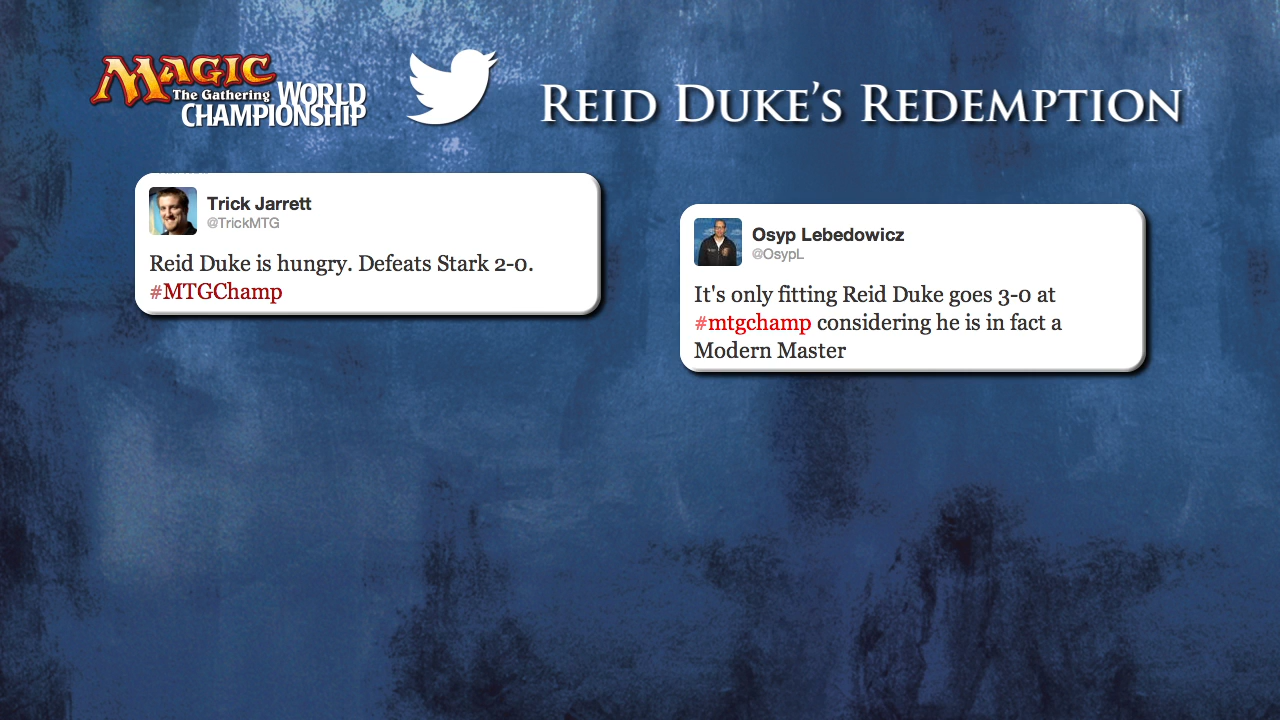 MAGIC
The Gathering
WORLD
CHAMPIONSHIP
REID DUKE'S REDEMPTION
Trick Jarrett
@TrickMTG
Reid Duke is hungry. Defeats Stark 2-0.
#MTGChamp
Osyp Lebedowicz
@OsypL
It's only fitting Reid Duke goes 3-0 at
#mtgchamp considering he is in fact a
Modern Master